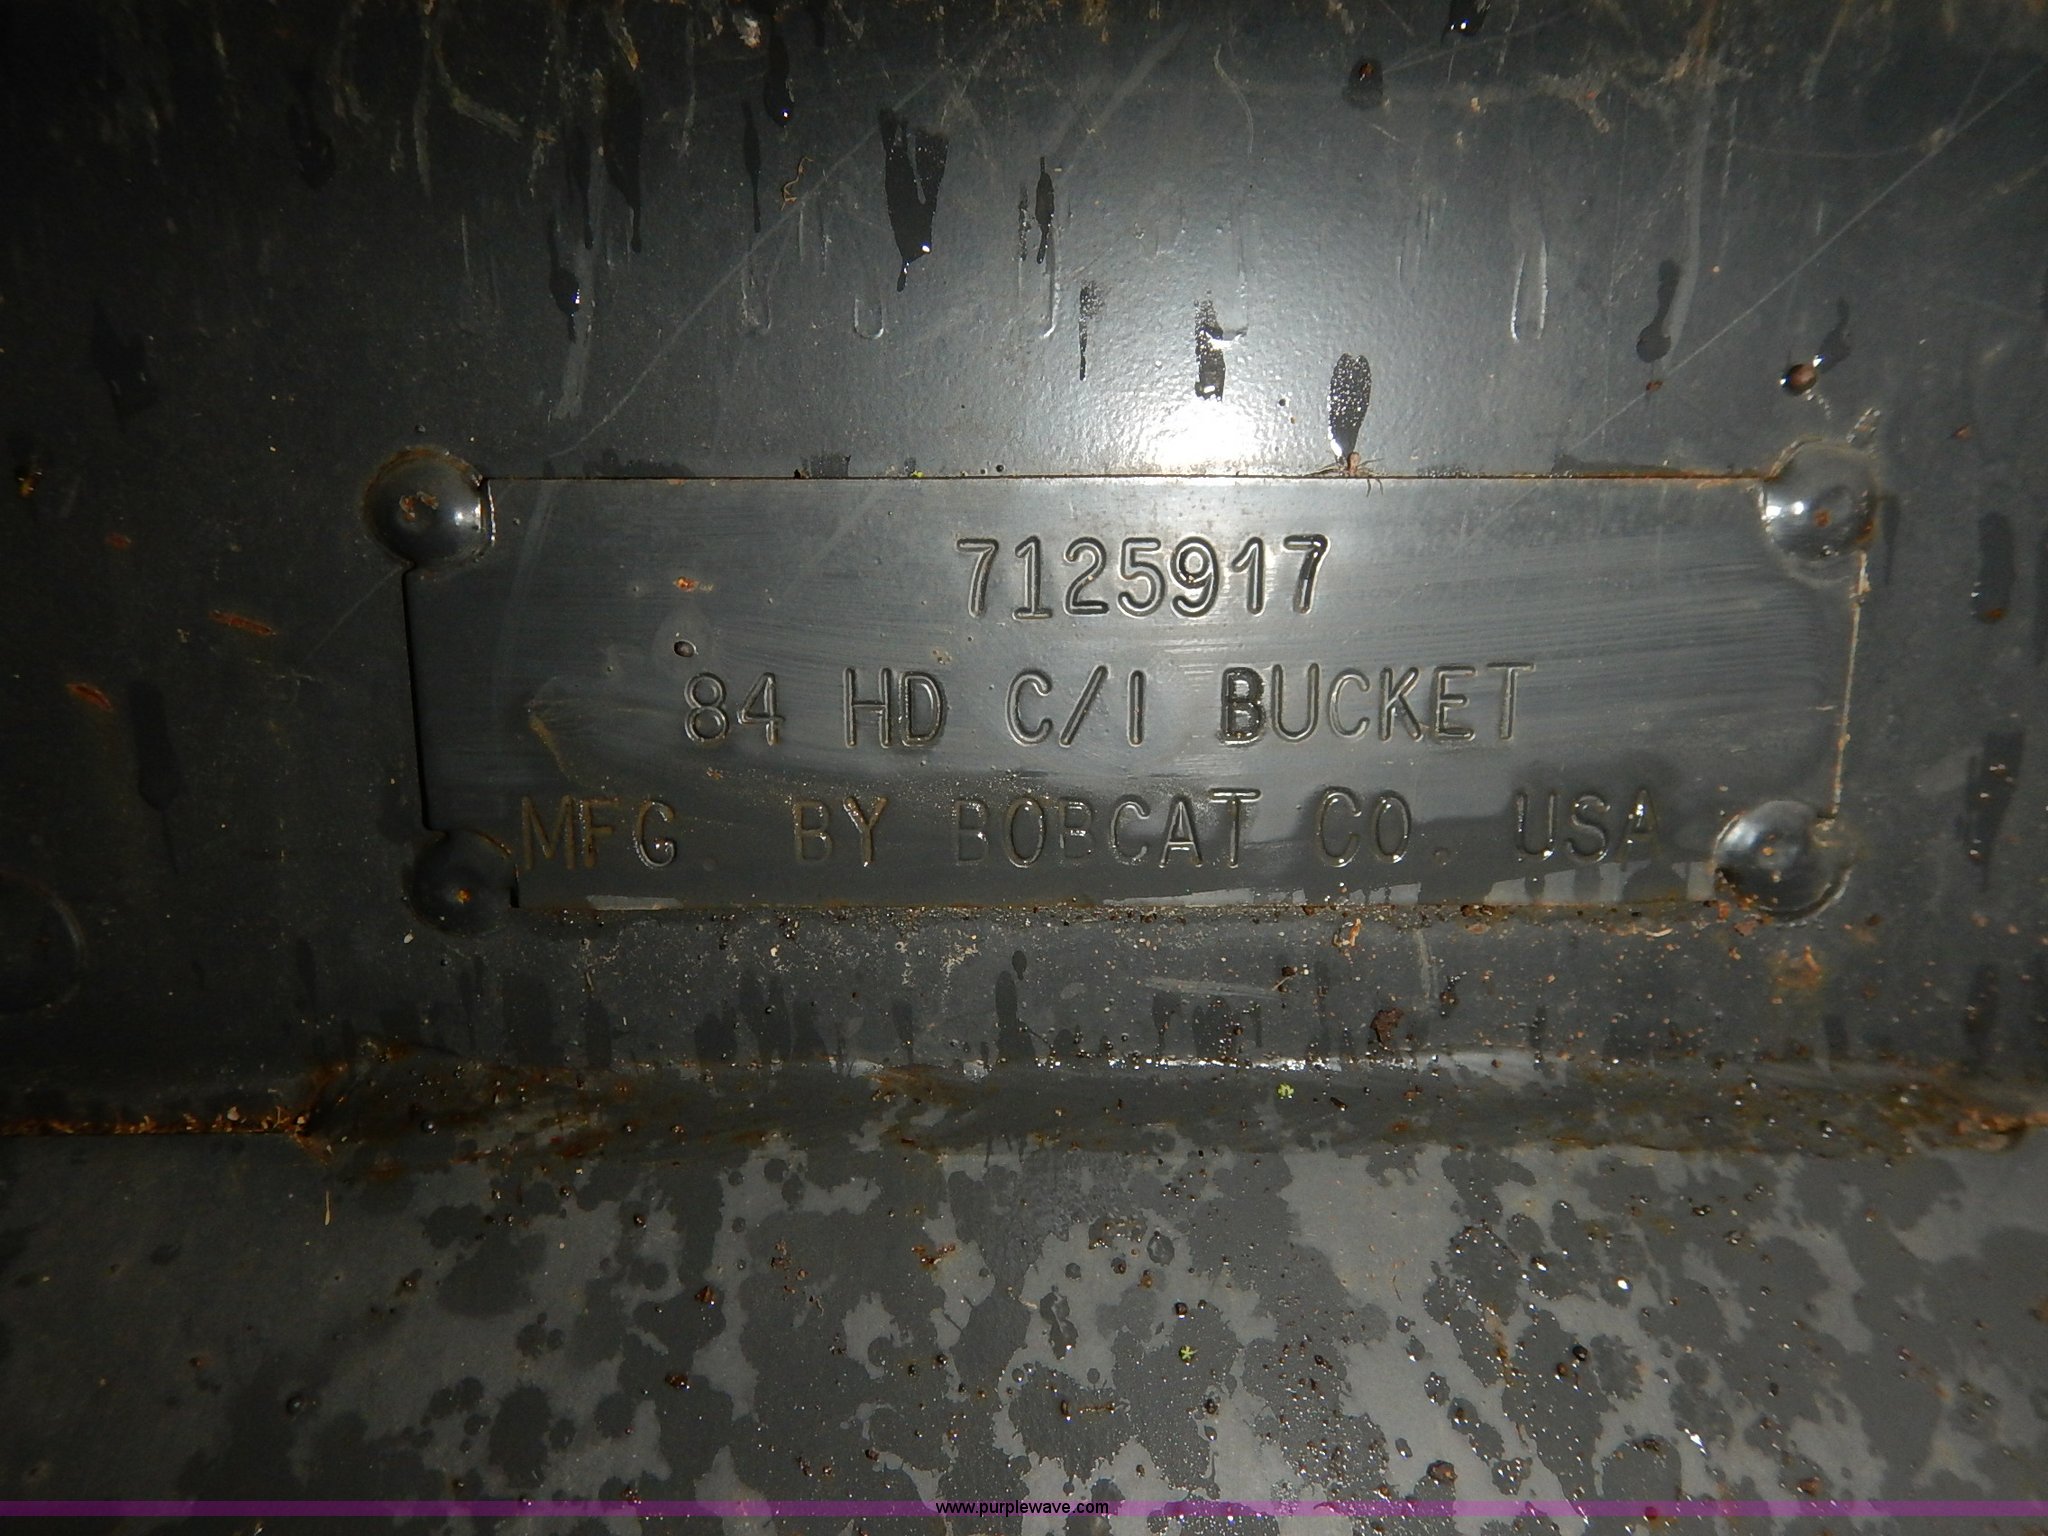 7125917
84 HD C/I BUCKET
MFG. BY BOBCAT CO. USA
www.purplewave.com